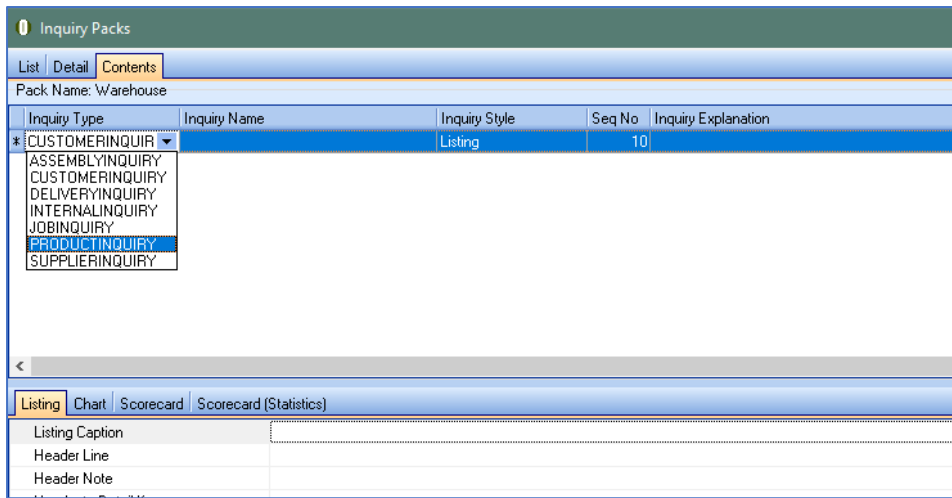 Inquiry Packs
List Detail Contents
Pack Name: Warehouse
Inquiry Type Inquiry Name Inquiry Style Seq No Inquiry Explanation
* CUSTOMERINQUIR Listing 10
ASSEMBLYINQUIRY
CUSTOMERINQUIRY
DELIVERYINQUIRY
INTERNALINQUIRY
JOBINQUIRY
PRODUCTINQUIRY
SUPPLIERINQUIRY
Listing Chart Scorecard Scorecard (Statistics)
Listing Caption
Header Line
Header Note